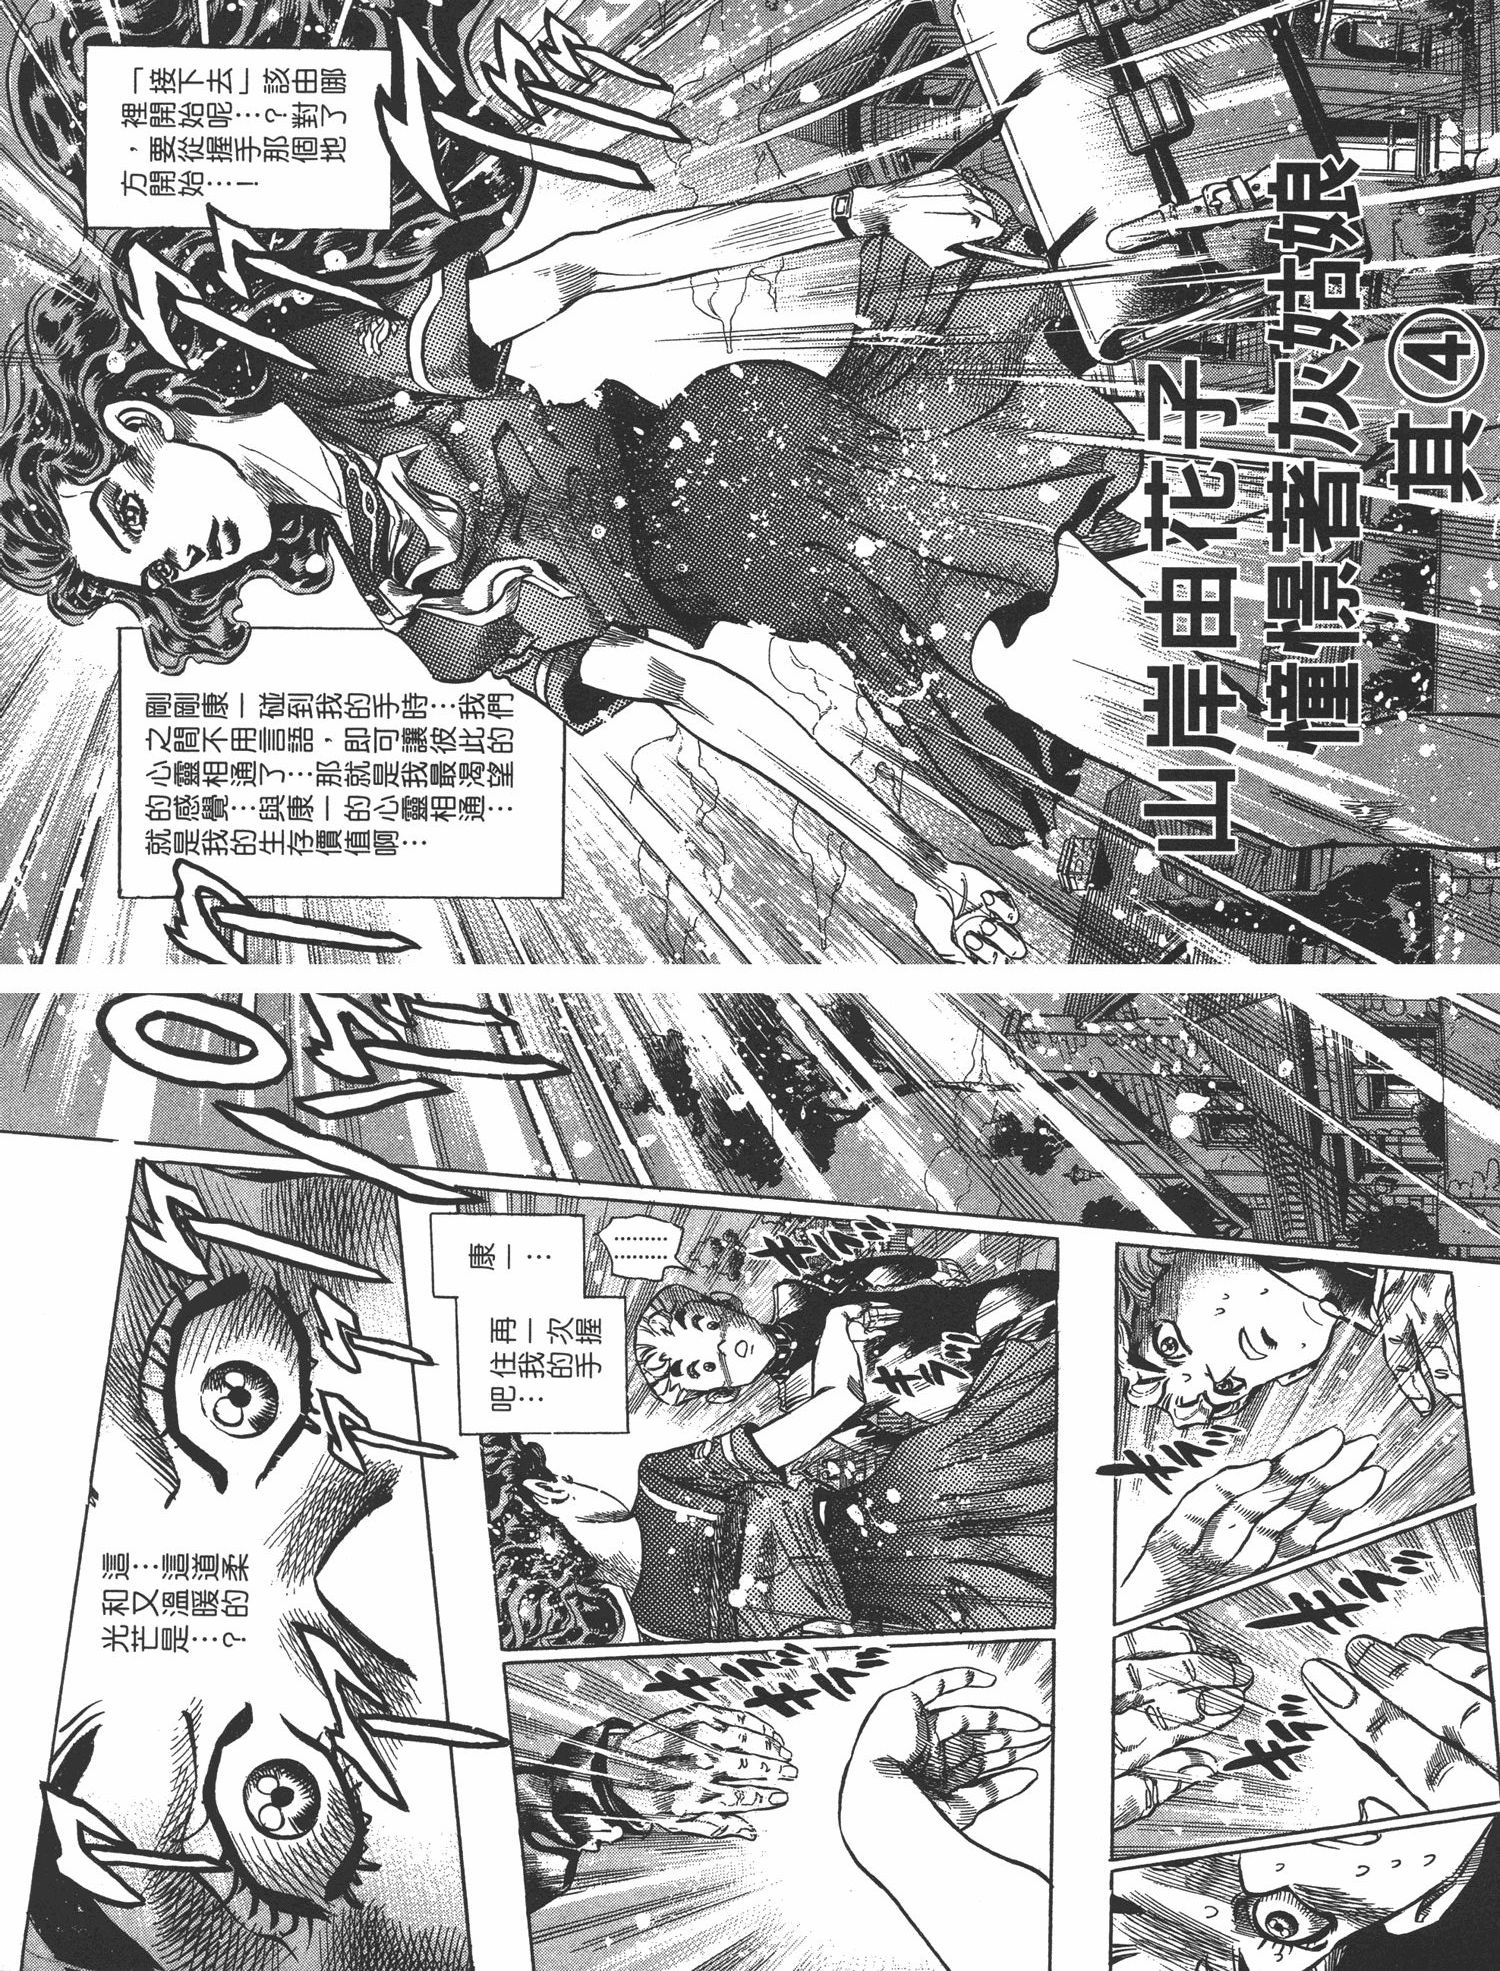 「接下去」該由哪
裡開始呢…?對了
，要從握手那個地
方開始…!
剛剛康一碰到我的手時…我們
之間不用言語，即可讓彼此的
心靈相通了…那就是我最渴望
的感覺…與康一的心靈相通…
就是我的生存價值啊…
山岸由花子
憧憬著灰姑娘
其④
這…這道柔
和又溫暖的
光芒是…?
………
………
康一…
再一次握
住我的手
吧…